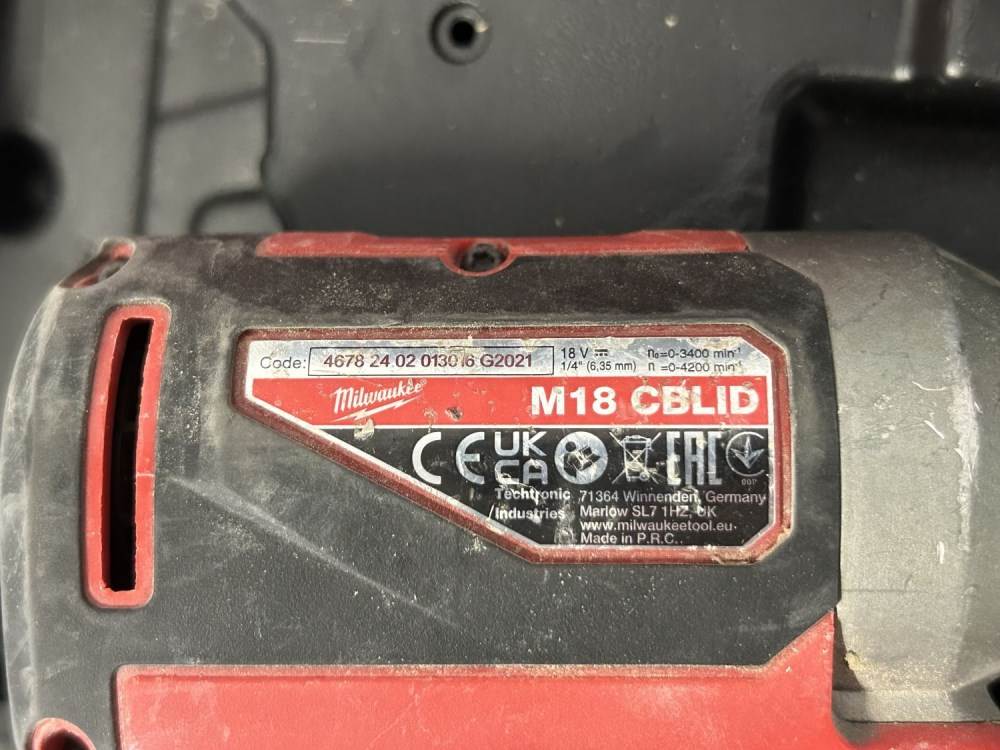 Code: 4678 24 02 013016 G2021
18 V
1/4" (6,35 mm)
n₀=0-3400 min⁻¹
n =0-4200 min⁻¹
Milwaukee
M18 CBLID
CE UK CA EAC
Techtronic Industries
71364 Winnenden, Germany
Marlow SL7 1HZ, UK
www.milwaukeetool.eu
Made in P.R.C.